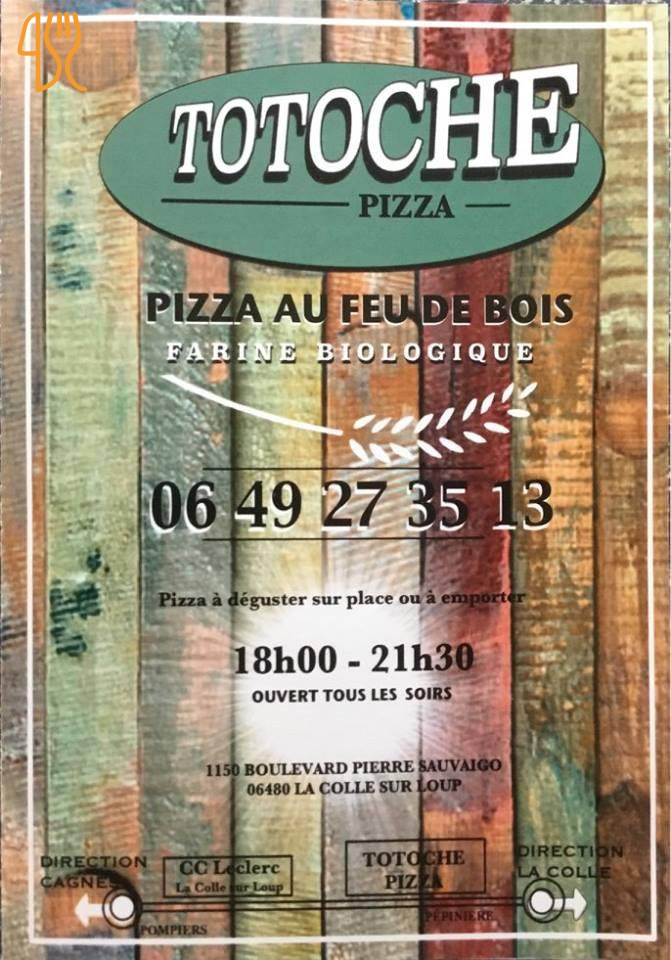 TOTOCHE
PIZZA
PIZZA AU FEU DE BOIS
FARINE BIOLOGIQUE
06 49 27 35 13
Pizza à déguster sur place ou à emporter
18h00 - 21h30
OUVERT TOUS LES SOIRS
1150 BOULEVARD PIERRE SAUVAIGO
06480 LA COLLE SUR LOUP
DIRECTION
CAGNES
CC Leclerc
La Colle sur Loup
TOTOCHE
PIZZA
DIRECTION
LA COLLE
POMPIERS
PÉPINIÈRE